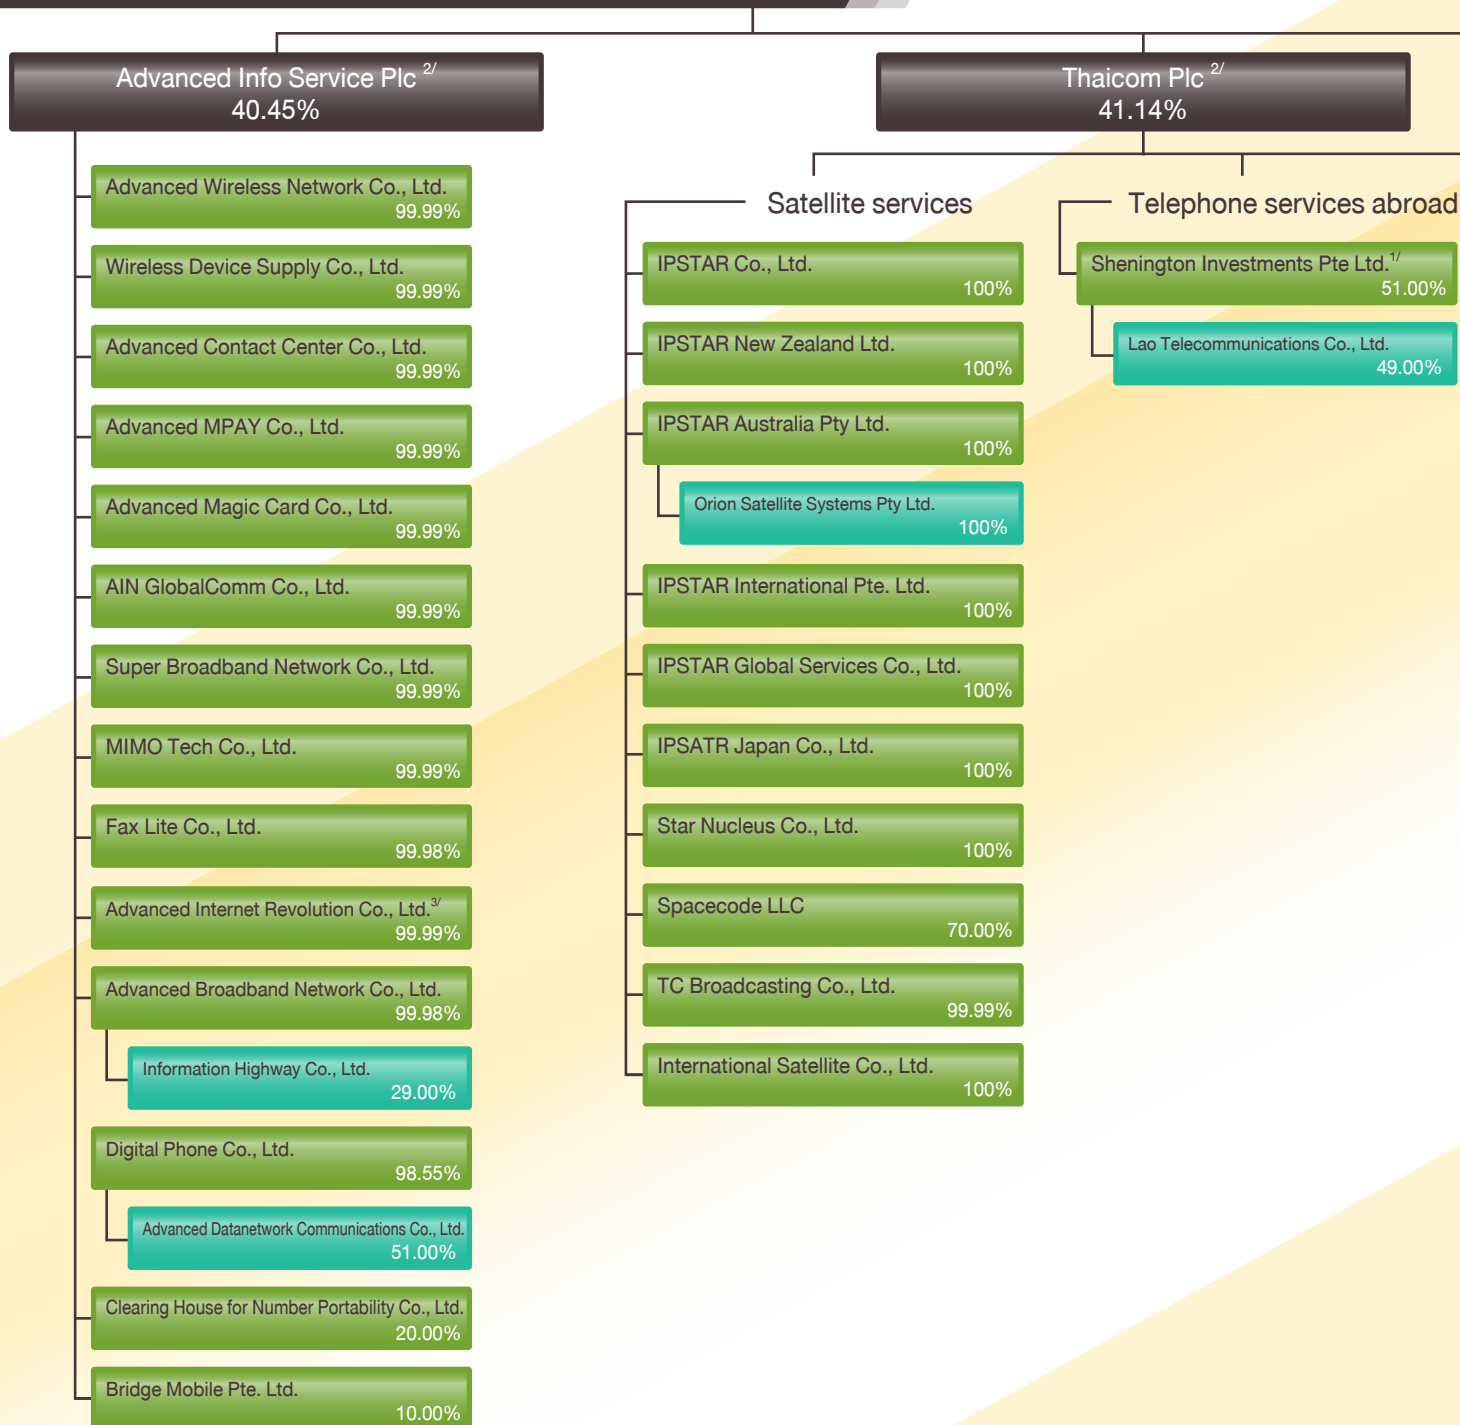 Advanced Info Service Plc 2/
40.45%
Advanced Wireless Network Co., Ltd.
99.99%
Wireless Device Supply Co., Ltd.
99.99%
Advanced Contact Center Co., Ltd.
99.99%
Advanced MPAY Co., Ltd.
99.99%
Advanced Magic Card Co., Ltd.
99.99%
AIN GlobalComm Co., Ltd.
99.99%
Super Broadband Network Co., Ltd.
99.99%
MIMO Tech Co., Ltd.
99.99%
Fax Lite Co., Ltd.
99.98%
Advanced Internet Revolution Co., Ltd.3/
99.99%
Advanced Broadband Network Co., Ltd.
99.98%
Information Highway Co., Ltd.
29.00%
Digital Phone Co., Ltd.
98.55%
Advanced Datanetwork Communications Co., Ltd.
51.00%
Clearing House for Number Portability Co., Ltd.
20.00%
Bridge Mobile Pte. Ltd.
10.00%
Thaicom Plc 2/
41.14%
Satellite services
IPSTAR Co., Ltd.
100%
IPSTAR New Zealand Ltd.
100%
IPSTAR Australia Pty Ltd.
100%
Orion Satellite Systems Pty Ltd.
100%
IPSTAR International Pte. Ltd.
100%
IPSTAR Global Services Co., Ltd.
100%
IPSATR Japan Co., Ltd.
100%
Star Nucleus Co., Ltd.
100%
Spacecode LLC
70.00%
TC Broadcasting Co., Ltd.
99.99%
International Satellite Co., Ltd.
100%
Telephone services abroad
Shenington Investments Pte Ltd.1/
51.00%
Lao Telecommunications Co., Ltd.
49.00%